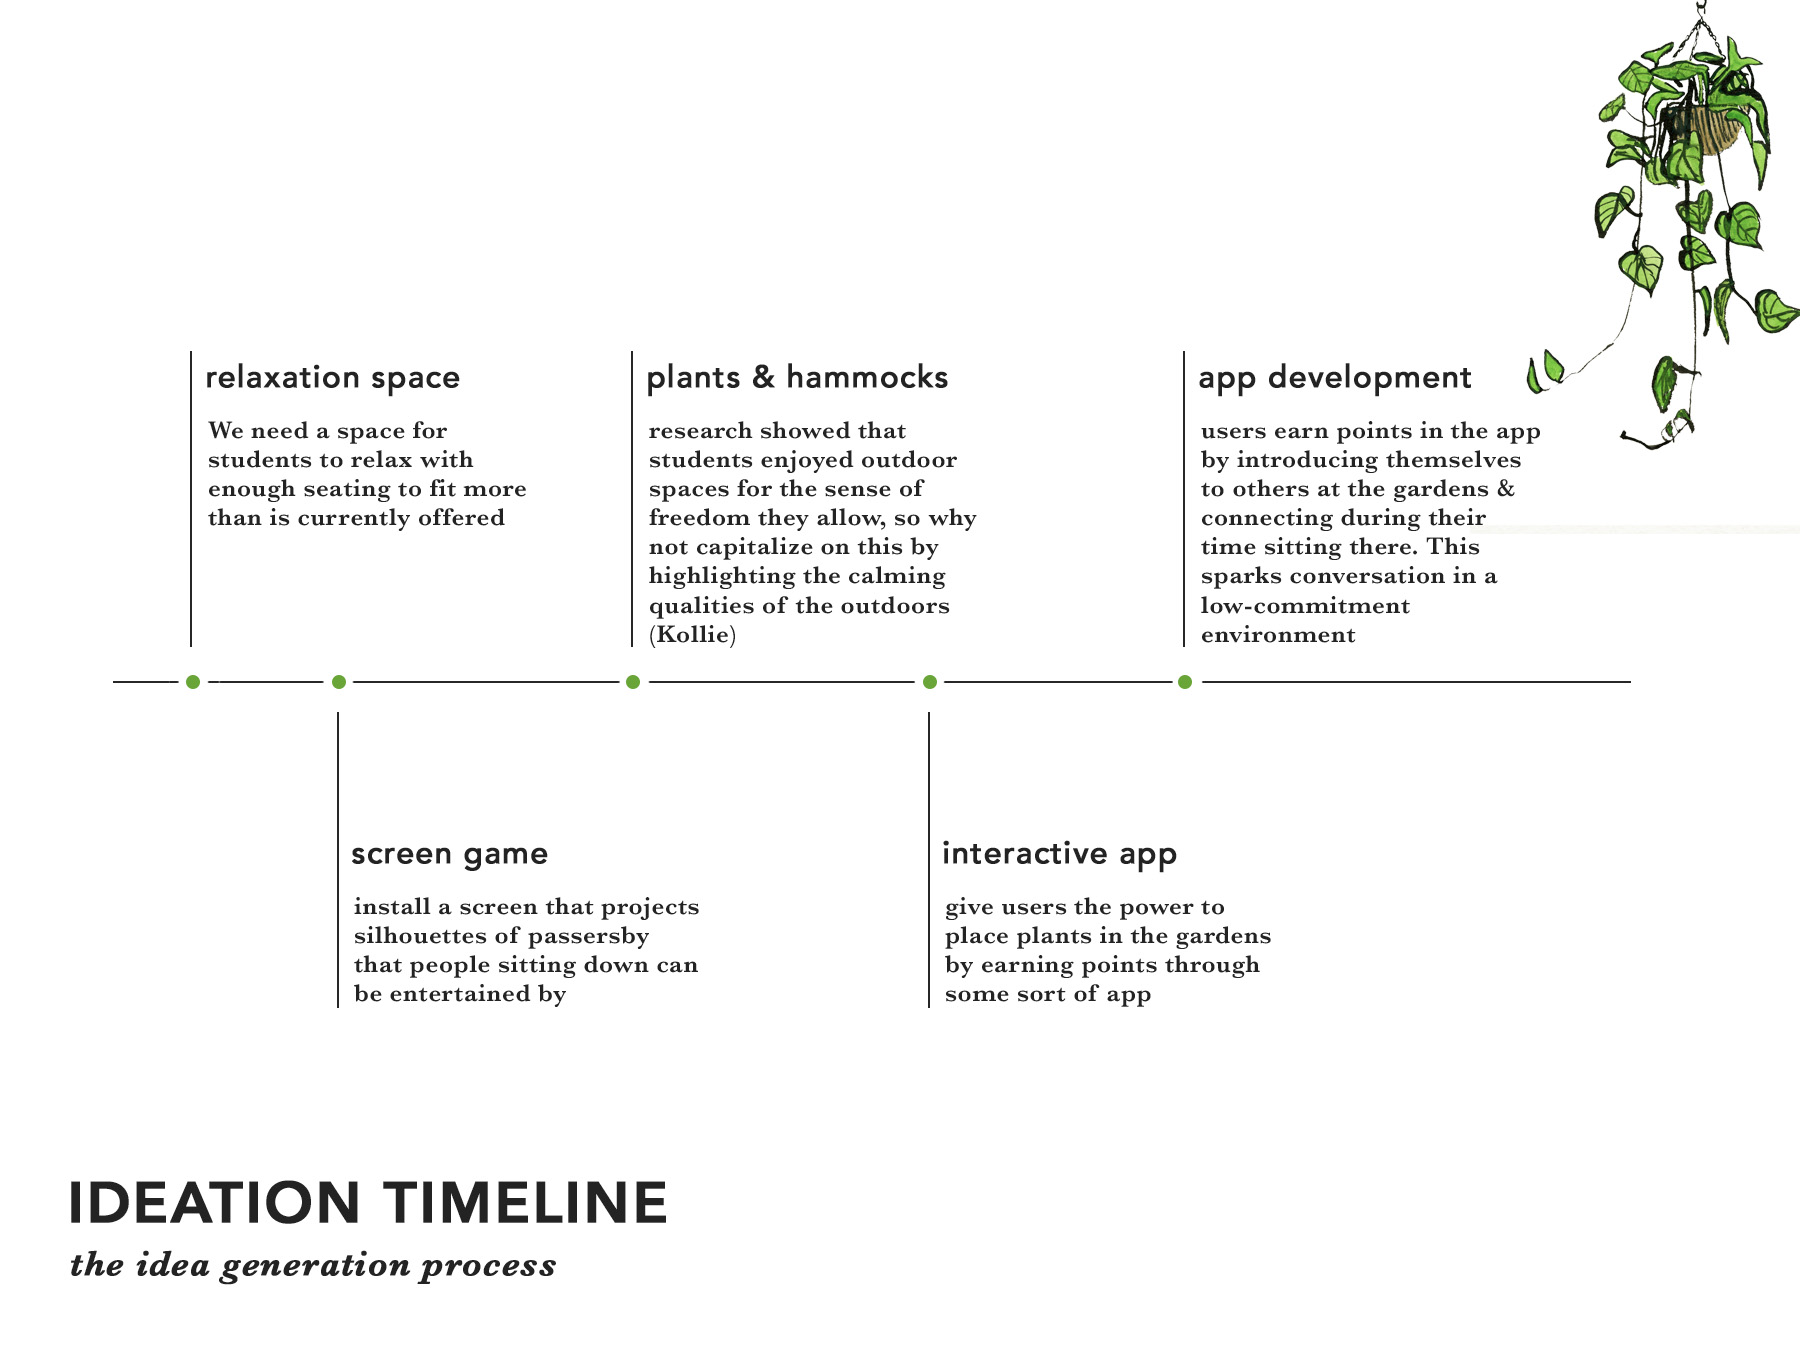 relaxation space
We need a space for
students to relax with
enough seating to fit more
than is currently offered
plants & hammocks
research showed that
students enjoyed outdoor
spaces for the sense of
freedom they allow, so why
not capitalize on this by
highlighting the calming
qualities of the outdoors
(Kollie)
app development
users earn points in the app
by introducing themselves
to others at the gardens &
connecting during their
time sitting there. This
sparks conversation in a
low-commitment
environment
screen game
install a screen that projects
silhouettes of passersby
that people sitting down can
be entertained by
interactive app
give users the power to
place plants in the gardens
by earning points through
some sort of app
IDEATION TIMELINE
the idea generation process